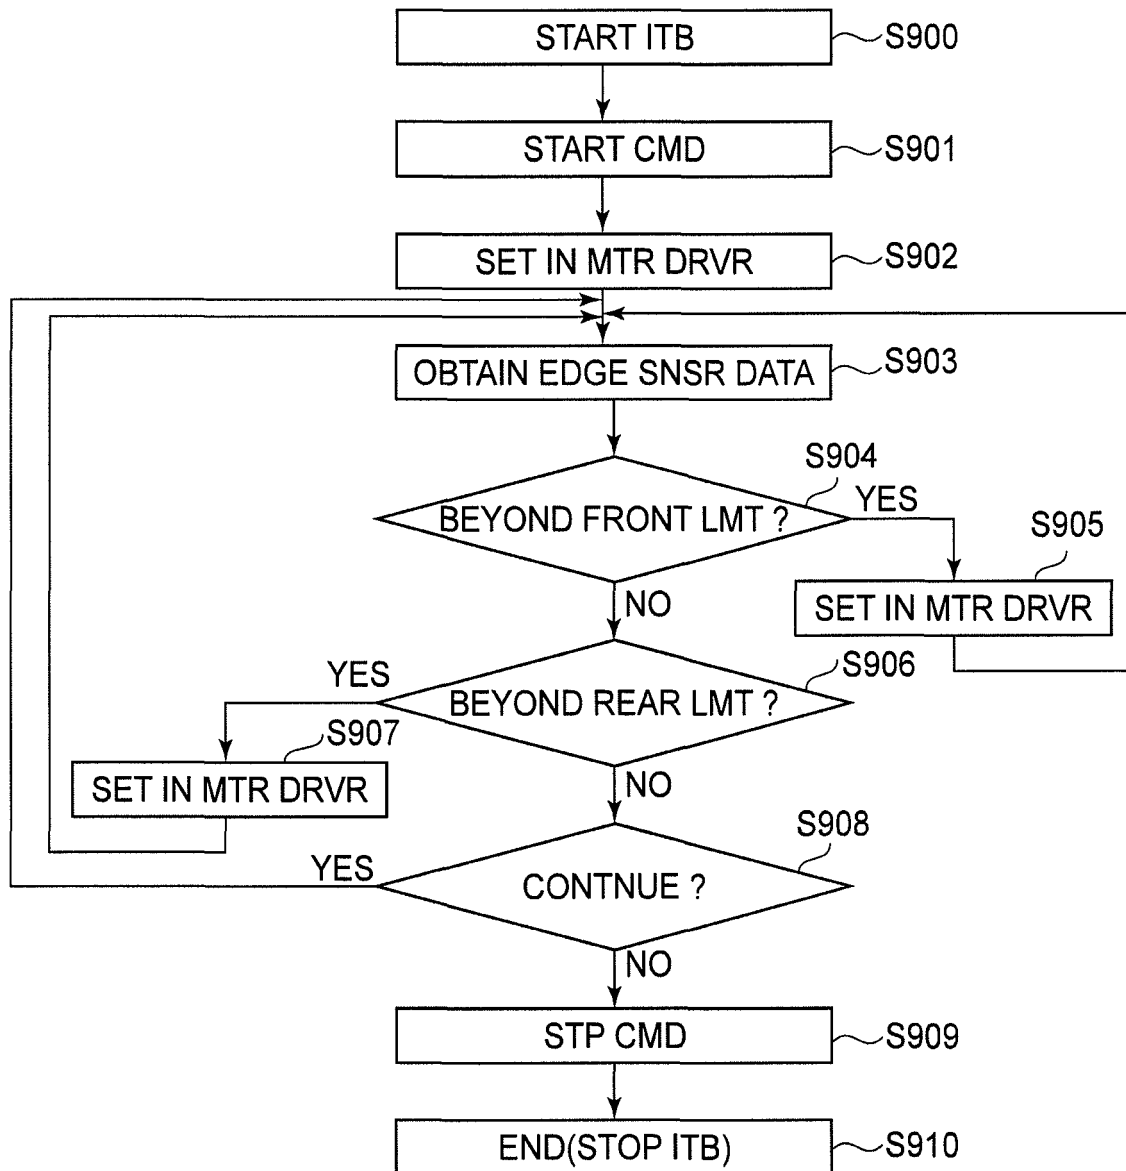 START ITB
S900
START CMD
S901
SET IN MTR DRVR
S902
OBTAIN EDGE SNSR DATA
S903
S904
BEYOND FRONT LMT ?
YES
S905
NO
SET IN MTR DRVR
YES
S906
BEYOND REAR LMT ?
S907
SET IN MTR DRVR
NO
S908
YES
CONTNUE ?
NO
STP CMD
S909
END(STOP ITB)
S910